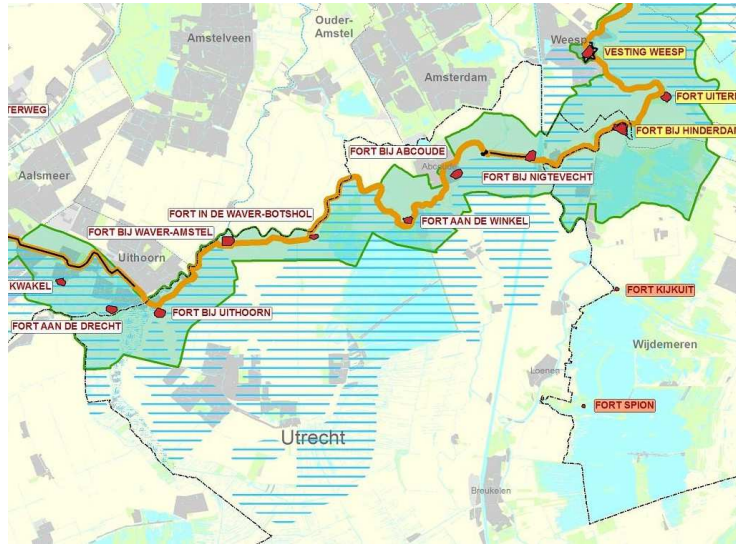 Amstelveen
Ouder-
Amstel
Weesp
VESTING WEESP
Amsterdam
TERWEG
FORT UITER
FORT BIJ HINDERDAM
FORT BIJ ABCOUDE
Aalsmeer
FORT BIJ NIGTEVECHT
FORT IN DE WAVER-BOTSHOL
FORT AAN DE WINKEL
FORT BIJ WAVER-AMSTEL
Uithoorn
KWAKEL
FORT KIJKUIT
FORT BIJ UITHOORN
FORT AAN DE DRECHT
Wijdemeren
Loenen
FORT SPION
Utrecht
Breukelen